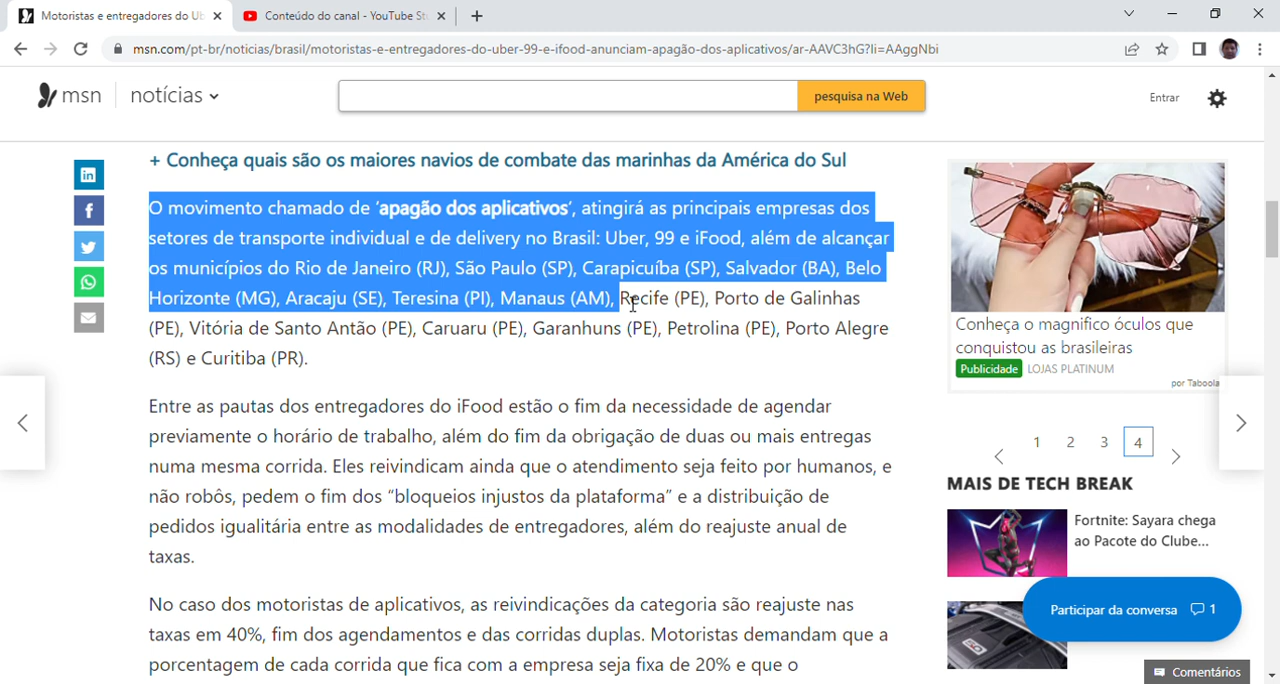 Motoristas e entregadores do Ub
Conteúdo do canal - YouTube Stu
msn.com/pt-br/noticias/brasil/motoristas-e-entregadores-do-uber-99-e-ifood-anunciam-apagão-dos-aplicativos/ar-AAVC3hG?li=AAggNbi
msn
notícias
pesquisa na Web
Entrar
+ Conheça quais são os maiores navios de combate das marinhas da América do Sul
O movimento chamado de ‘apagão dos aplicativos’, atingirá as principais empresas dos
setores de transporte individual e de delivery no Brasil: Uber, 99 e iFood, além de alcançar
os municípios do Rio de Janeiro (RJ), São Paulo (SP), Carapicuíba (SP), Salvador (BA), Belo
Horizonte (MG), Aracaju (SE), Teresina (PI), Manaus (AM), Recife (PE), Porto de Galinhas
(PE), Vitória de Santo Antão (PE), Caruaru (PE), Garanhuns (PE), Petrolina (PE), Porto Alegre
(RS) e Curitiba (PR).
Entre as pautas dos entregadores do iFood estão o fim da necessidade de agendar
previamente o horário de trabalho, além do fim da obrigação de duas ou mais entregas
numa mesma corrida. Eles reivindicam ainda que o atendimento seja feito por humanos, e
não robôs, pedem o fim dos “bloqueios injustos da plataforma” e a distribuição de
pedidos igualitária entre as modalidades de entregadores, além do reajuste anual de
taxas.
No caso dos motoristas de aplicativos, as reivindicações da categoria são reajuste nas
taxas em 40%, fim dos agendamentos e das corridas duplas. Motoristas demandam que a
porcentagem de cada corrida que fica com a empresa seja fixa de 20% e que o
Conheça o magnifico óculos que
conquistou as brasileiras
Publicidade LOJAS PLATINUM
por Taboola
1 2 3 4
MAIS DE TECH BREAK
Fortnite: Sayara chega
ao Pacote do Clube...
Participar da conversa 1
Comentários